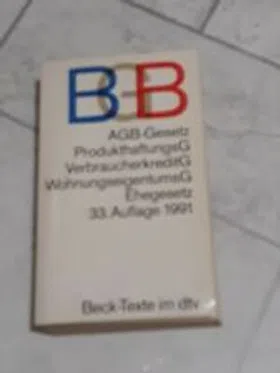 BGB
AGB-Gesetz
ProdukthaftungsG
VerbraucherkreditG
WohnungseigentumsG
Ehegesetz
33. Auflage 1991
Beck-Texte im dtv